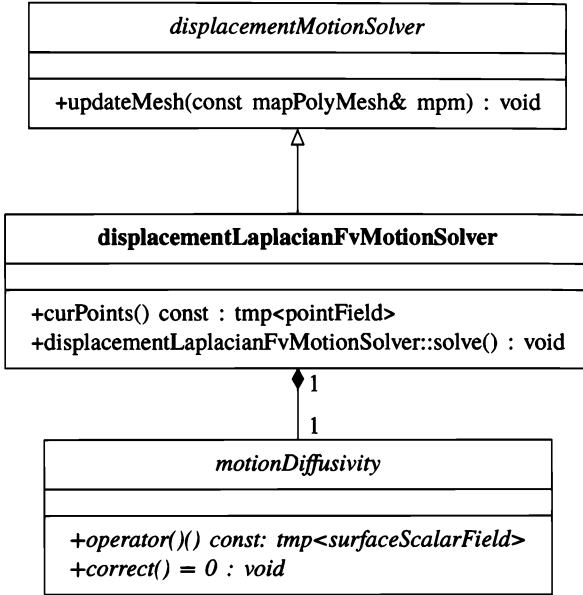 displacementMotionSolver
+updateMesh(const mapPolyMesh& mpm) : void
displacementLaplacianFvMotionSolver
+curPoints() const : tmp<pointField>
+displacementLaplacianFvMotionSolver::solve() : void
1
1
motionDiffusivity
+operator()() const: tmp<surfaceScalarField>
+correct() = 0 : void